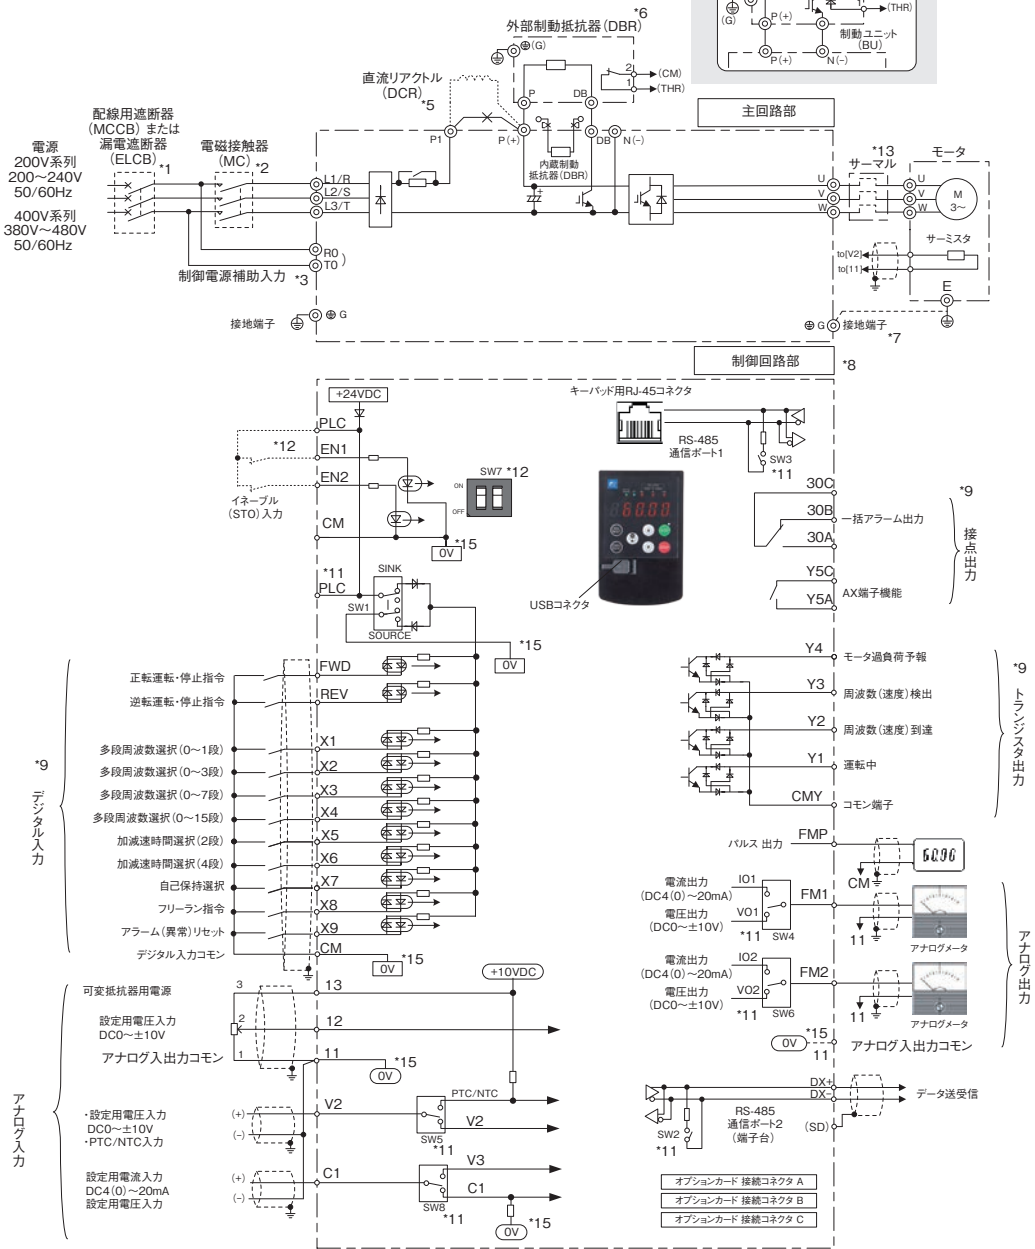 外部制動抵抗器(DBR)
*6
(G)
P(+)
(THR)
制動ユニット
(BU)
P(+)
N(-)
(G)
2
(CM)
1
(THR)
P
DB
直流リアクトル
(DCR)
*5
主回路部
配線用遮断器
(MCCB) または
漏電遮断器
(ELCB)
*1
電磁接触器
(MC)
*2
P1
P(+)
DB
N(-)
内蔵制動
抵抗器(DBR)
*13
サーマル
モータ
電源
200V系列
200~240V
50/60Hz
400V系列
380V~480V
50/60Hz
L1/R
L2/S
L3/T
U
V
W
U
V
W
M
3~
サーミスタ
R0
T0
制御電源補助入力
*3
to[V2]
to[11]
E
接地端子
G
G
接地端子
*7
制御回路部
*8
+24VDC
キーパッド用RJ-45コネクタ
PLC
*12
EN1
EN2
イネーブル
(STO)入力
CM
SW7
*12
ON
OFF
0V
*15
RS-485
通信ポート1
SW3
*11
30C
30B
30A
一括アラーム出力
*9
接点出力
Y5C
Y5A
AX端子機能
60.00
USBコネクタ
*11
PLC
SINK
SW1
SOURCE
*15
0V
*9
デジタル入力
正転運転・停止指令
FWD
逆転運転・停止指令
REV
多段周波数選択(0~1段)
X1
多段周波数選択(0~3段)
X2
多段周波数選択(0~7段)
X3
多段周波数選択(0~15段)
X4
加減速時間選択(2段)
X5
加減速時間選択(4段)
X6
自己保持選択
X7
フリーラン指令
X8
アラーム(異常)リセット
X9
デジタル入力コモン
CM
0V
*15
Y4
モータ過負荷予報
Y3
周波数(速度)検出
Y2
周波数(速度)到達
Y1
運転中
CMY
コモン端子
*9
トランジスタ出力
パルス 出力
FMP
60.96
CM
電流出力
(DC4(0)~20mA)
電圧出力
(DC0~±10V)
IO1
VO1
*11
SW4
FM1
11
アナログメータ
電流出力
(DC4(0)~20mA)
電圧出力
(DC0~±10V)
IO2
VO2
*11
SW6
FM2
11
アナログメータ
アナログ出力
0V
*15
11
アナログ入出力コモン
アナログ入力
可変抵抗器用電源
3
13
+10VDC
設定用電圧入力
DC0~±10V
2
12
アナログ入出力コモン
1
11
0V
*15
・設定用電圧入力
DC0~±10V
・PTC/NTC入力
(+)
(-)
V2
PTC/NTC
V2
SW5
*11
設定用電流入力
DC4(0)~20mA
設定用電圧入力
(+)
(-)
C1
V3
C1
SW8
*11
0V
*15
DX+
DX-
(SD)
データ送受信
RS-485
通信ポート2
(端子台)
SW2
*11
オプションカード 接続コネクタ A
オプションカード 接続コネクタ B
オプションカード 接続コネクタ C